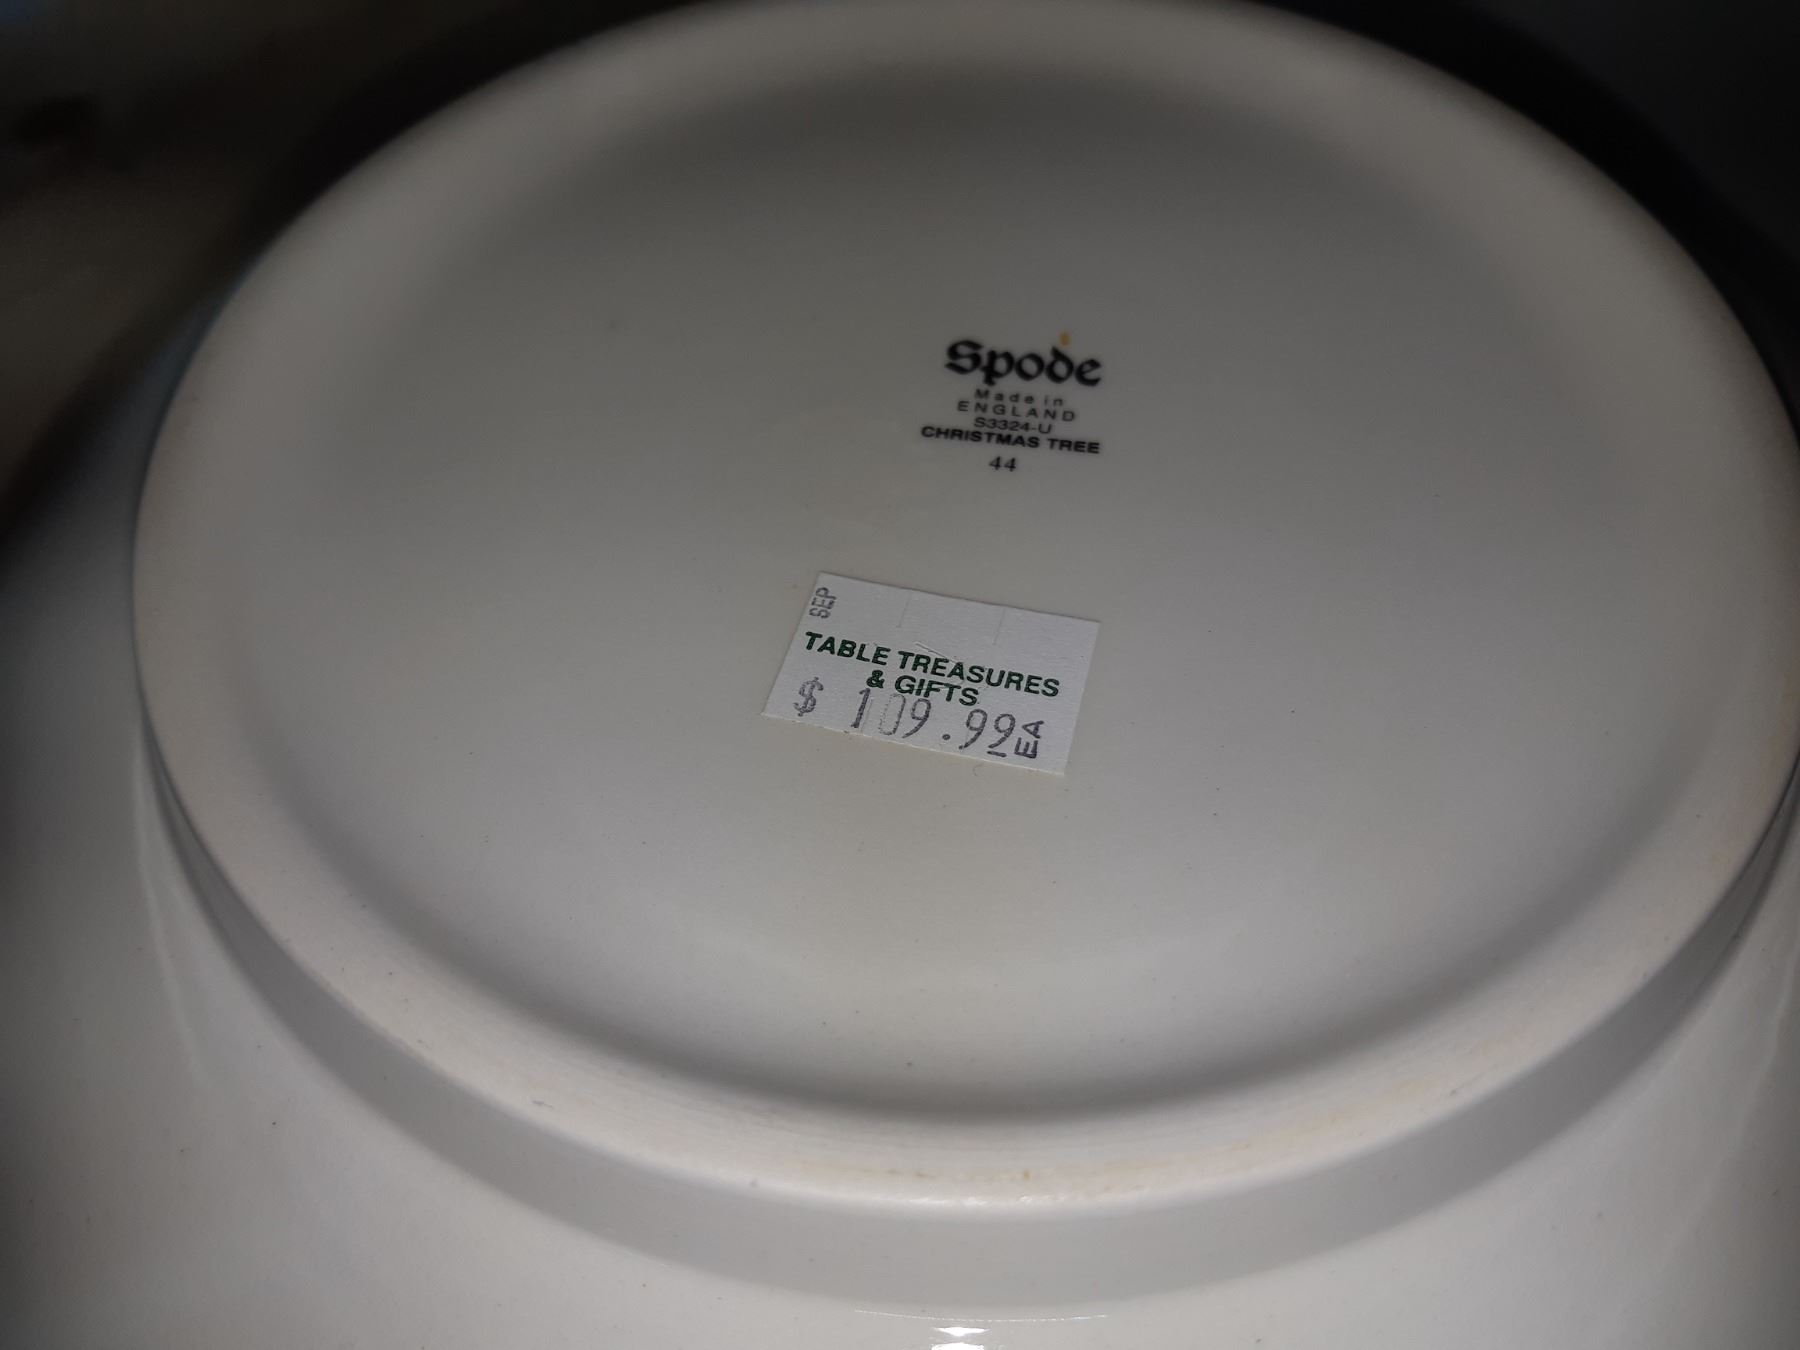 Spode
Made in
ENGLAND
S3324-U
CHRISTMAS TREE
44
SEP
TABLE TREASURES
& GIFTS
$ 109.99 EA